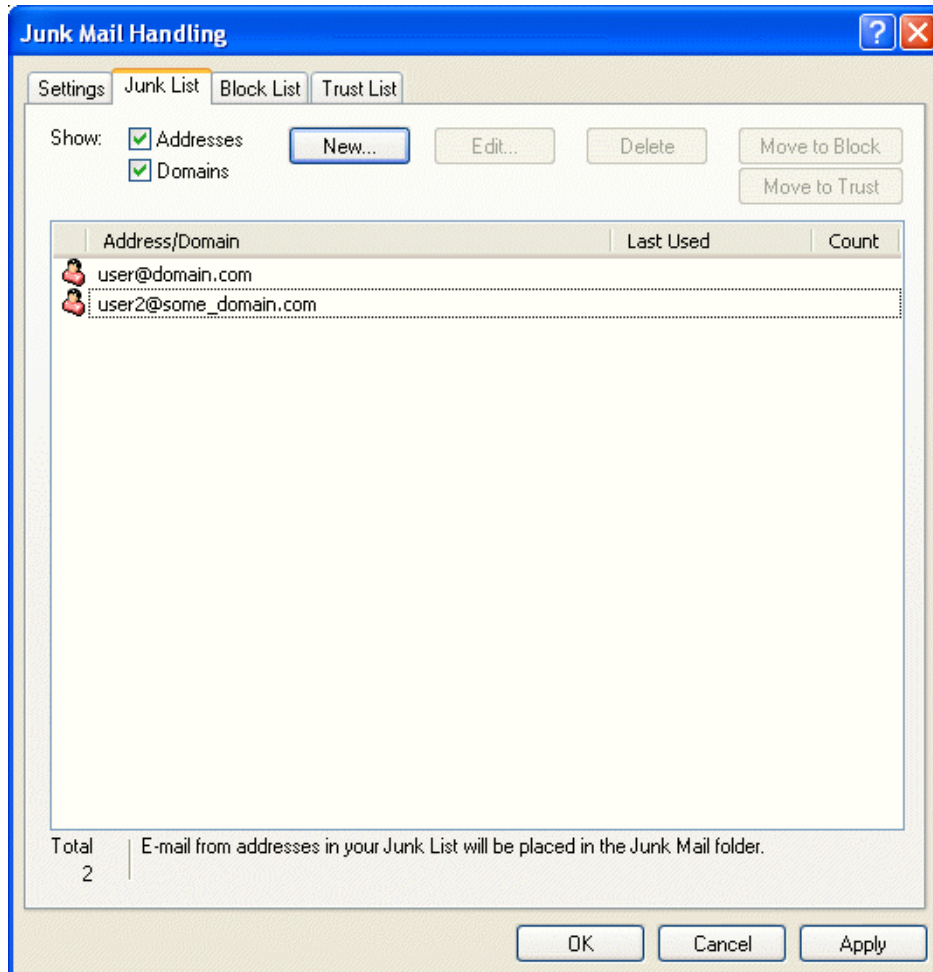 Junk Mail Handling
Settings Junk List Block List Trust List
Show: Addresses New... Edit... Delete Move to Block
Domains Move to Trust
Address/Domain Last Used Count
user@domain.com
user2@some_domain.com
Total E-mail from addresses in your Junk List will be placed in the Junk Mail folder.
2
OK Cancel Apply